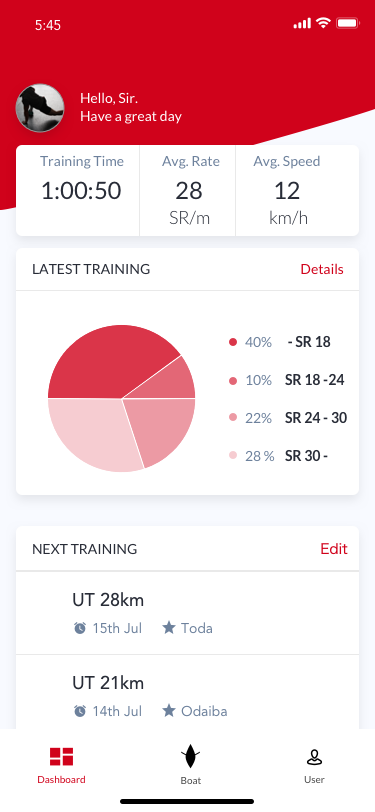 5:45
Hello, Sir.
Have a great day
Training Time Avg. Rate Avg. Speed
1:00:50 28 12
SR/m km/h
LATEST TRAINING Details
40% - SR 18
10% SR 18 -24
22% SR 24 - 30
28 % SR 30 -
NEXT TRAINING Edit
UT 28km
15th Jul Toda
UT 21km
14th Jul Odaiba
Dashboard Boat User